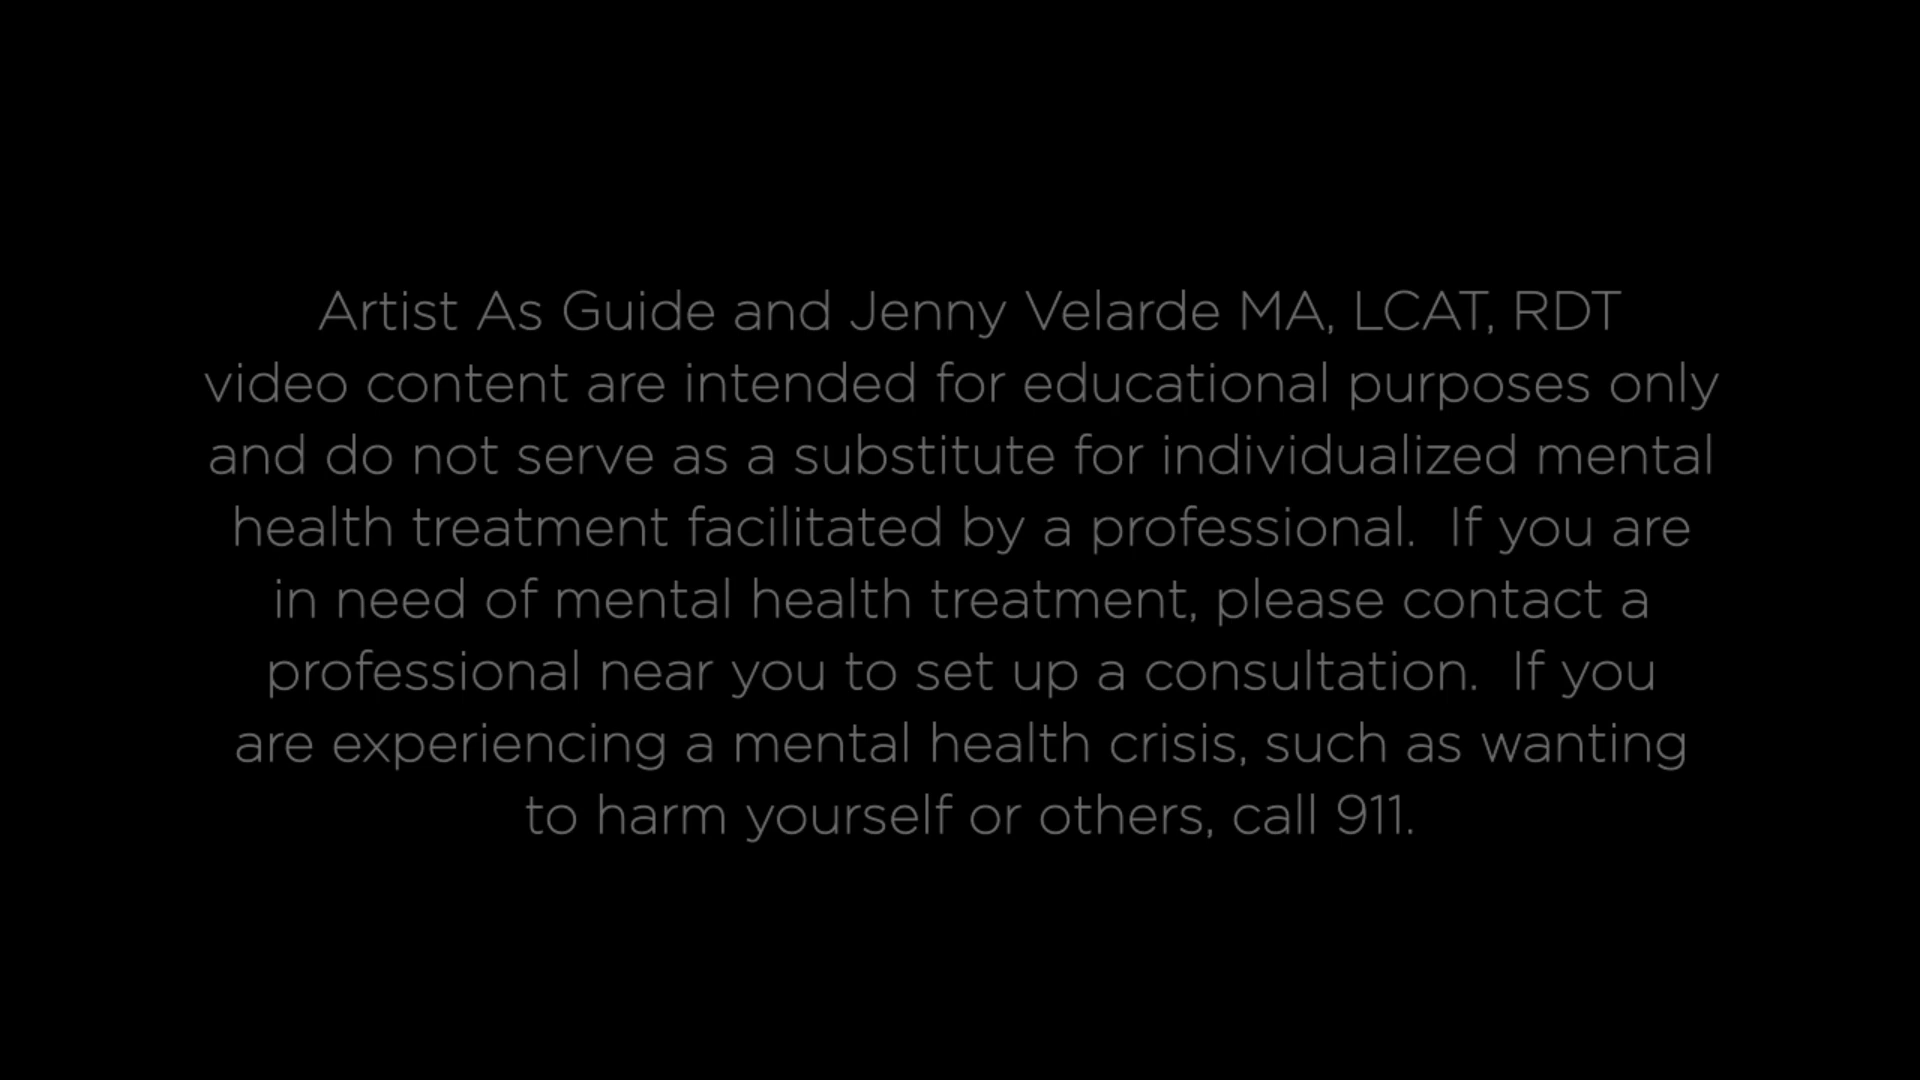 Artist As Guide and Jenny Velarde MA, LCAT, RDT
video content are intended for educational purposes only
and do not serve as a substitute for individualized mental
health treatment facilitated by a professional.  If you are
in need of mental health treatment, please contact a
professional near you to set up a consultation.  If you
are experiencing a mental health crisis, such as wanting
to harm yourself or others, call 911.